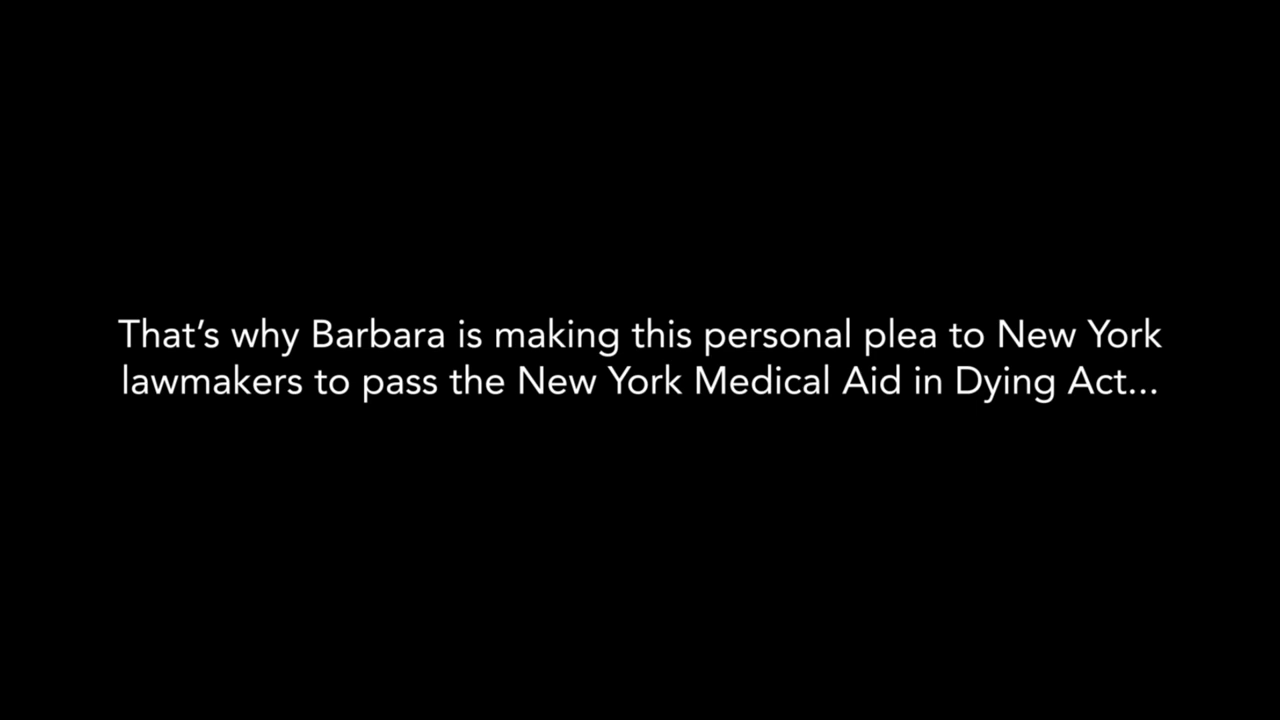 That’s why Barbara is making this personal plea to New York
lawmakers to pass the New York Medical Aid in Dying Act...